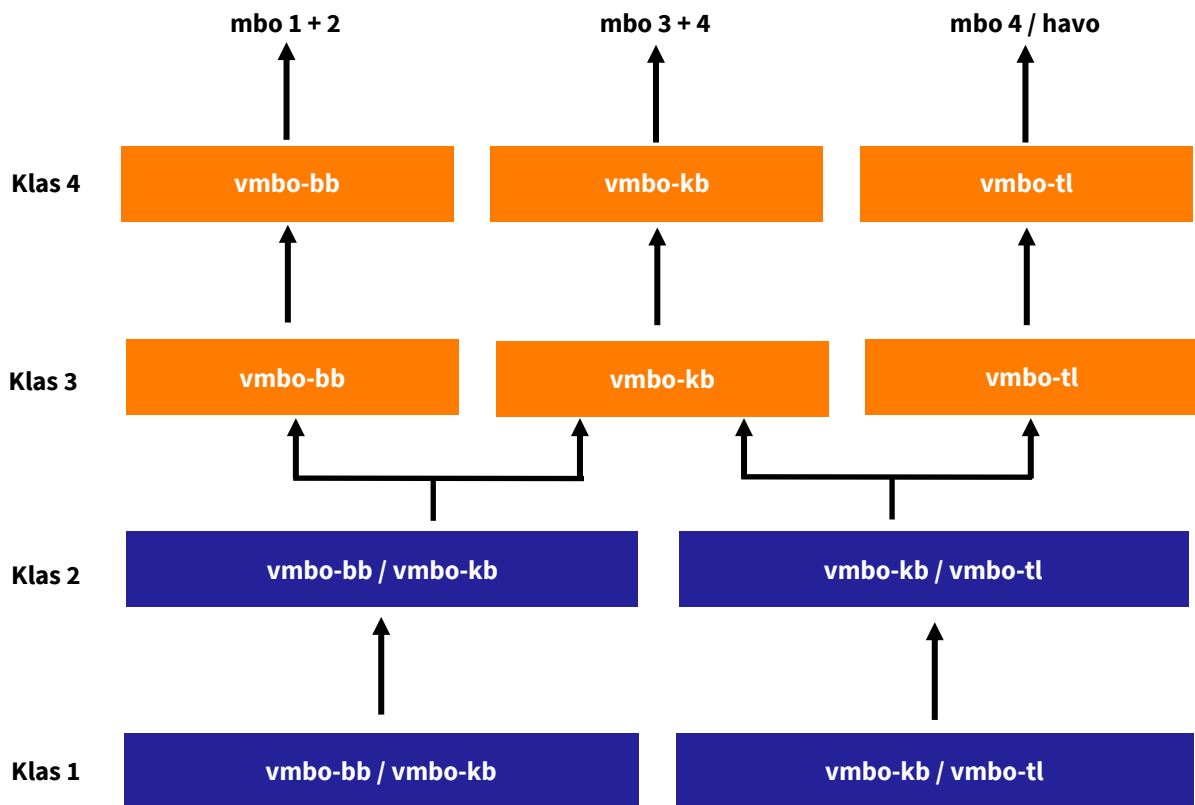 mbo 1 + 2 mbo 3 + 4 mbo 4 / havo
Klas 4 vmbo-bb vmbo-kb vmbo-tl
Klas 3 vmbo-bb vmbo-kb vmbo-tl
Klas 2 vmbo-bb / vmbo-kb vmbo-kb / vmbo-tl
Klas 1 vmbo-bb / vmbo-kb vmbo-kb / vmbo-tl